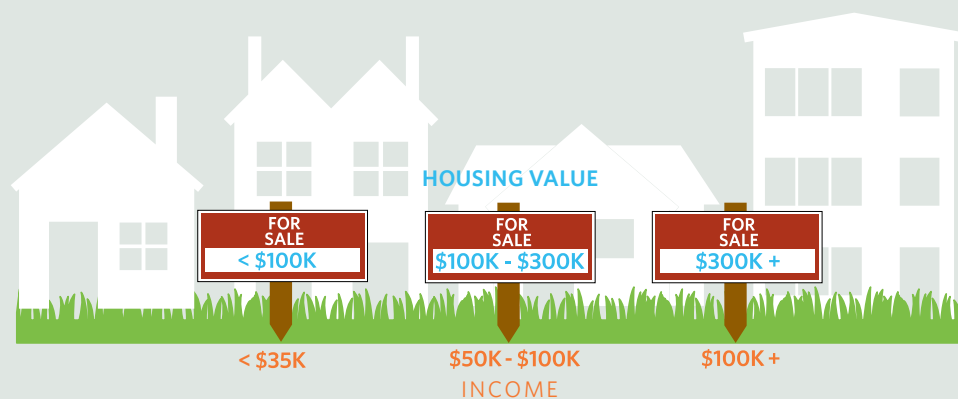 HOUSING VALUE
FOR
SALE
< $100K
FOR
SALE
$100K - $300K
FOR
SALE
$300K +
< $35K
$50K - $100K
$100K +
INCOME